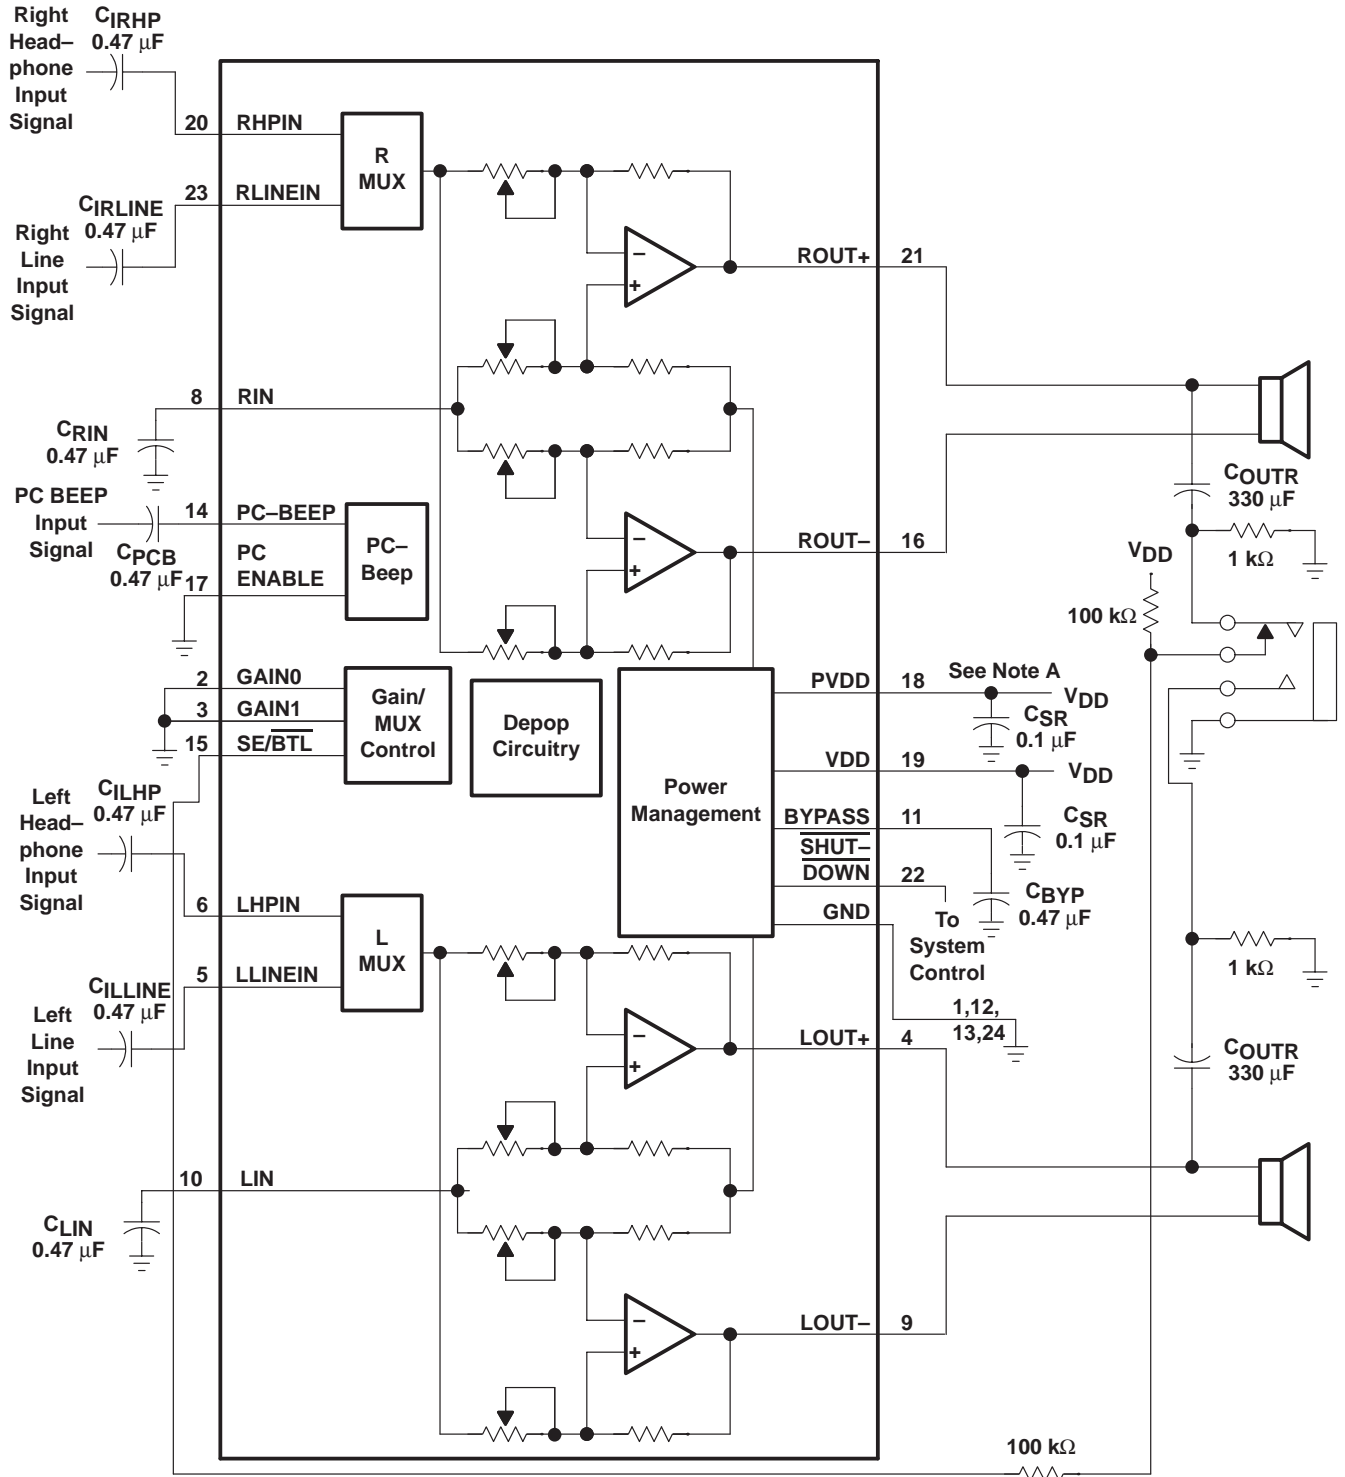 Right
Head–
phone
Input
Signal
CIRHP
0.47 μF
20
RHPIN
R
MUX
23
RLINEIN
CIRLINE
0.47 μF
Right
Line
Input
Signal
–
+
ROUT+
21
8
RIN
CRIN
0.47 μF
PC BEEP
Input
Signal
14
PC–BEEP
CPCB
0.47 μF
17
PC
ENABLE
PC–
Beep
–
+
ROUT–
16
COUTR
330 μF
1 kΩ
VDD
100 kΩ
2
GAIN0
3
GAIN1
15
SE/BTL
Gain/
MUX
Control
Depop
Circuitry
Power
Management
PVDD
18
See Note A
VDD
CSR
0.1 μF
VDD
19
VDD
CSR
0.1 μF
BYPASS
11
SHUT–
DOWN
22
CBYP
0.47 μF
To
System
Control
GND
1,12,
13,24
Left
Head–
phone
Input
Signal
CILHP
0.47 μF
6
LHPIN
L
MUX
5
LLINEIN
CILLINE
0.47 μF
Left
Line
Input
Signal
–
+
LOUT+
4
1 kΩ
COUTR
330 μF
10
LIN
CLIN
0.47 μF
–
+
LOUT–
9
100 kΩ